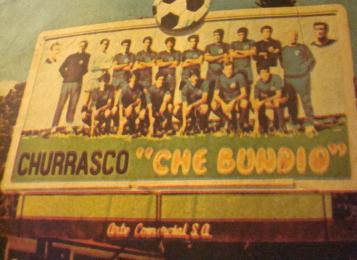 CHURRASCO "CHE BUNDIO"
Arte Comercial S.A.